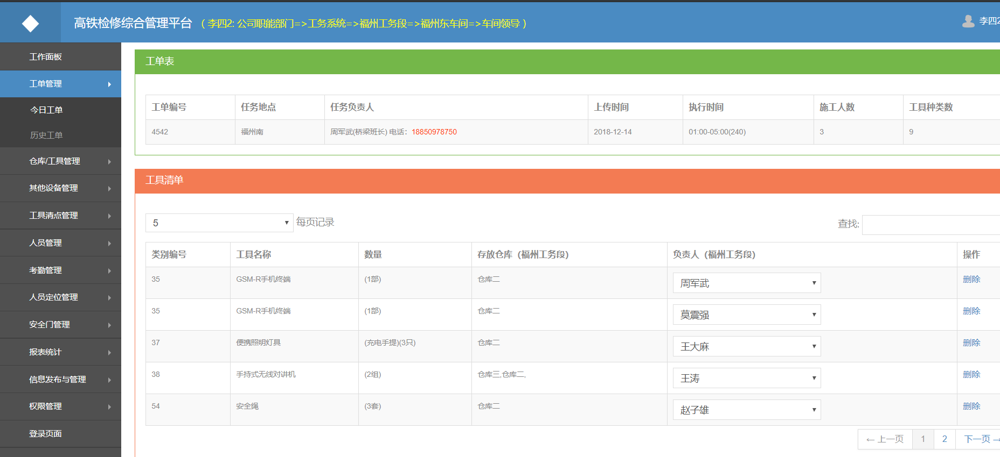 高铁检修综合管理平台 （ 李四2: 公司职能部门=>工务系统=>福州工务段=>福州东车间=>车间领导 ）
李四2
工作面板
工单管理
今日工单
历史工单
仓库/工具管理
其他设备管理
工具清点管理
人员管理
考勤管理
人员定位管理
安全门管理
报表统计
信息发布与管理
权限管理
登录页面
工单表
工单编号 任务地点 任务负责人 上传时间 执行时间 施工人数 工具种类数
4542 福州南 周军武(桥梁班长) 电话：18850978750 2018-12-14 01:00-05:00(240) 3 9
工具清单
5 每页记录 查找:
类别编号 工具名称 数量 存放仓库（福州工务段） 负责人（福州工务段） 操作
35 GSM-R手机终端 (1部) 仓库二 周军武 删除
35 GSM-R手机终端 (1部) 仓库二 莫震强 删除
37 便携照明灯具 (充电手提)(3只) 仓库二 王大麻 删除
38 手持式无线对讲机 (2组) 仓库三,仓库二, 王涛 删除
54 安全绳 (3套) 仓库二 赵子雄 删除
← 上一页 1 2 下一页 →